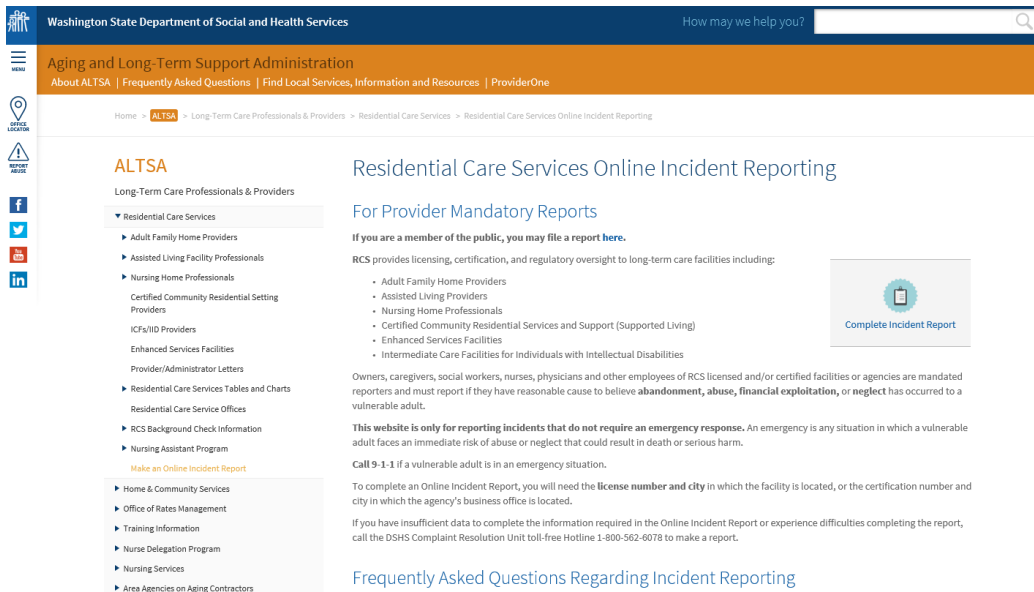 Washington State Department of Social and Health Services
How may we help you?
MENU
OFFICE
LOCATOR
REPORT
ABUSE
Aging and Long-Term Support Administration
About ALTSA | Frequently Asked Questions | Find Local Services, Information and Resources | ProviderOne
Home > ALTSA > Long-Term Care Professionals & Providers > Residential Care Services > Residential Care Services Online Incident Reporting
ALTSA
Long-Term Care Professionals & Providers
Residential Care Services
Adult Family Home Providers
Assisted Living Facility Professionals
Nursing Home Professionals
Certified Community Residential Setting
Providers
ICFs/IID Providers
Enhanced Services Facilities
Provider/Administrator Letters
Residential Care Services Tables and Charts
Residential Care Service Offices
RCS Background Check Information
Nursing Assistant Program
Make an Online Incident Report
Home & Community Services
Office of Rates Management
Training Information
Nurse Delegation Program
Nursing Services
Area Agencies on Aging Contractors
Residential Care Services Online Incident Reporting
For Provider Mandatory Reports
If you are a member of the public, you may file a report here.
RCS provides licensing, certification, and regulatory oversight to long-term care facilities including:
• Adult Family Home Providers
• Assisted Living Providers
• Nursing Home Professionals
• Certified Community Residential Services and Support (Supported Living)
• Enhanced Services Facilities
• Intermediate Care Facilities for Individuals with Intellectual Disabilities
Complete Incident Report
Owners, caregivers, social workers, nurses, physicians and other employees of RCS licensed and/or certified facilities or agencies are mandated
reporters and must report if they have reasonable cause to believe abandonment, abuse, financial exploitation, or neglect has occurred to a
vulnerable adult.
This website is only for reporting incidents that do not require an emergency response. An emergency is any situation in which a vulnerable
adult faces an immediate risk of abuse or neglect that could result in death or serious harm.
Call 9-1-1 if a vulnerable adult is in an emergency situation.
To complete an Online Incident Report, you will need the license number and city in which the facility is located, or the certification number and
city in which the agency's business office is located.
If you have insufficient data to complete the information required in the Online Incident Report or experience difficulties completing the report,
call the DSHS Complaint Resolution Unit toll-free Hotline 1-800-562-6078 to make a report.
Frequently Asked Questions Regarding Incident Reporting